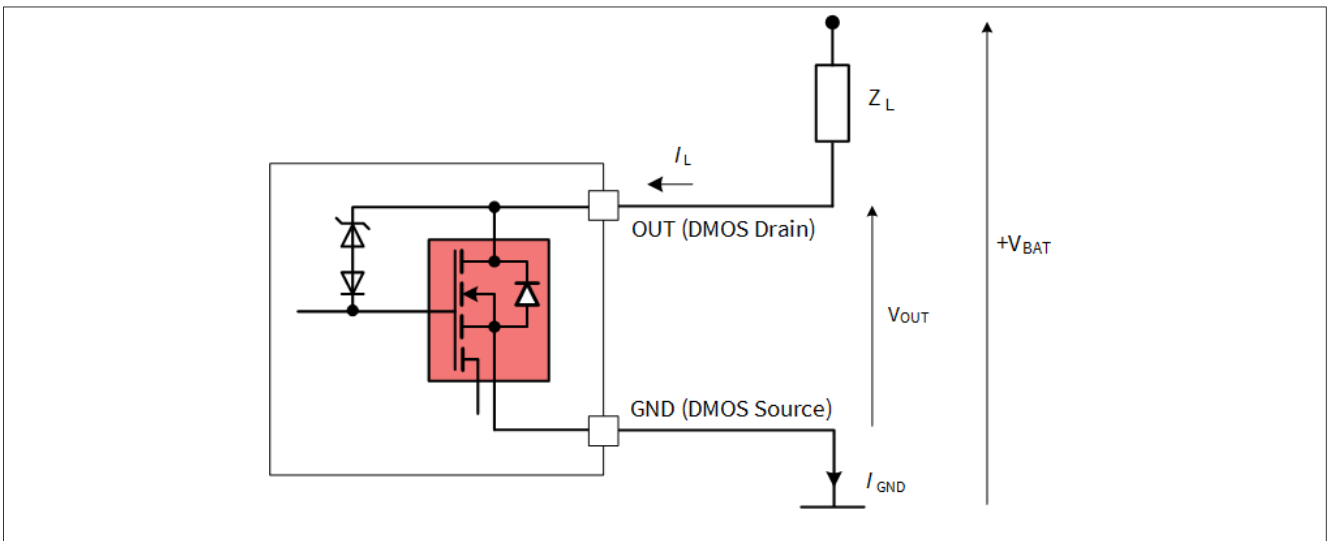 Z L
I L
OUT (DMOS Drain)
+VBAT
VOUT
GND (DMOS Source)
I GND